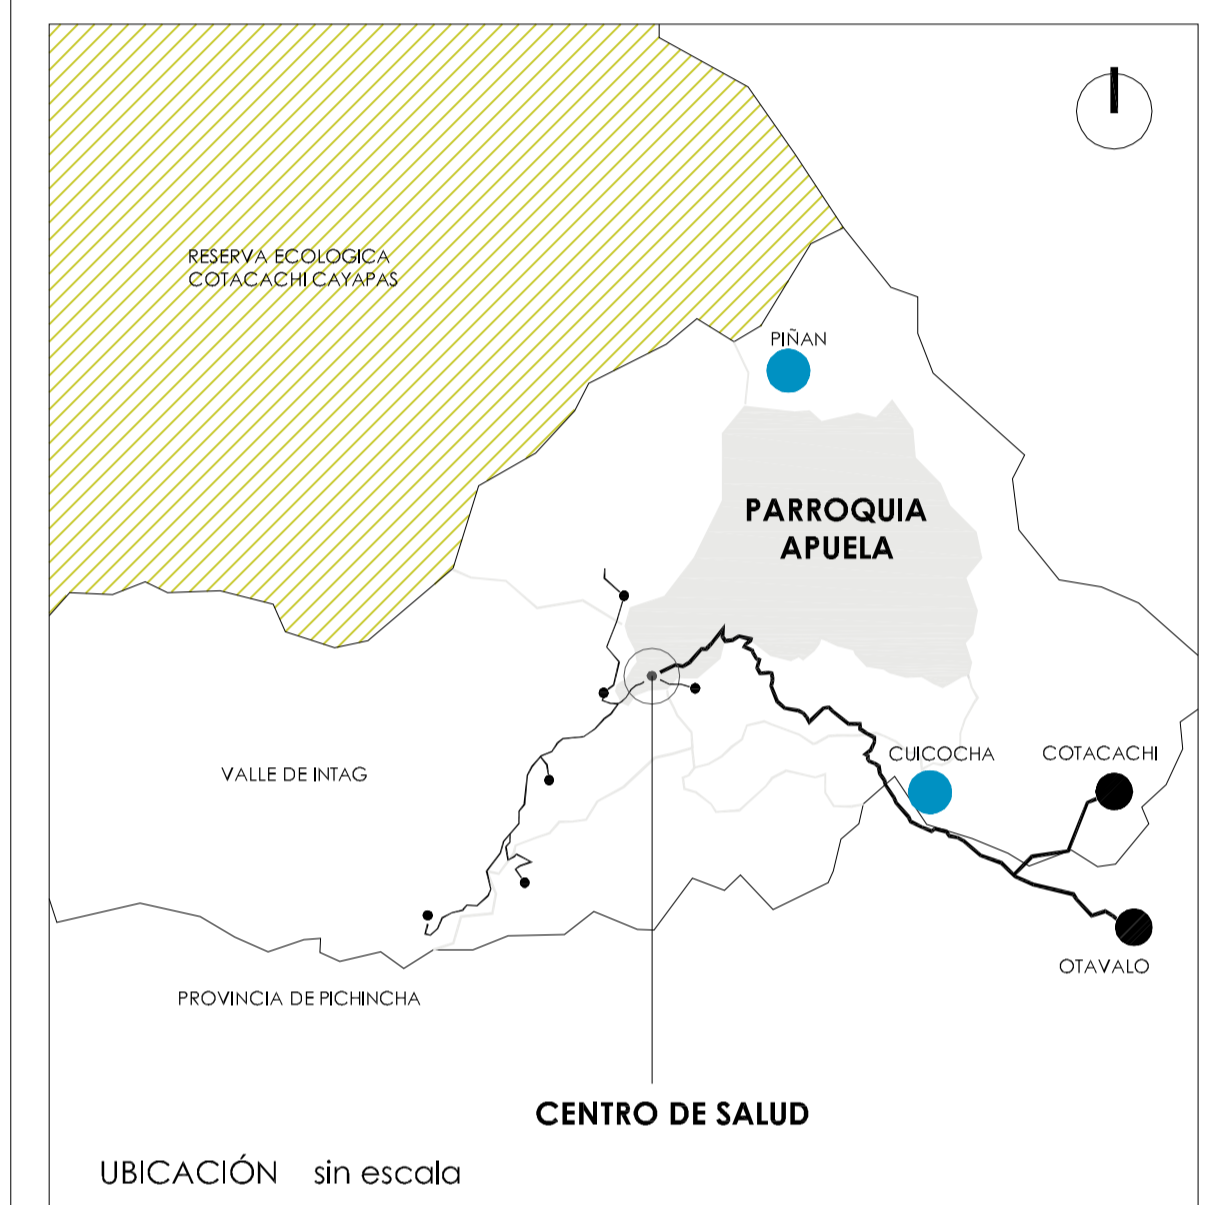 RESERVA ECOLOGICA
COTACACHI CAYAPAS
PIÑAN
PARROQUIA
APUELA
CUICOCHA
COTACACHI
VALLE DE INTAG
OTAVALO
PROVINCIA DE PICHINCHA
CENTRO DE SALUD
UBICACIÓN sin escala